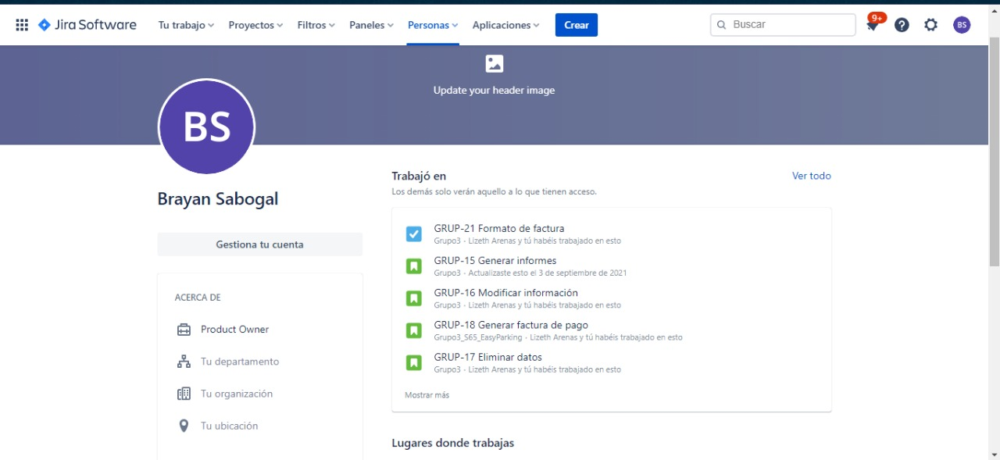 Jira Software Tu trabajo Proyectos Filtros Paneles Personas Aplicaciones Crear Buscar 9+ BS
Update your header image
BS
Brayan Sabogal
Gestiona tu cuenta
ACERCA DE
Product Owner
Tu departamento
Tu organización
Tu ubicación
Trabajó en Ver todo
Los demás solo verán aquello a lo que tienen acceso.
GRUP-21 Formato de factura
Grupo3 · Lizeth Arenas y tú habéis trabajado en esto
GRUP-15 Generar informes
Grupo3 · Actualizaste esto el 3 de septiembre de 2021
GRUP-16 Modificar información
Grupo3 · Lizeth Arenas y tú habéis trabajado en esto
GRUP-18 Generar factura de pago
Grupo3_S65_EasyParking · Lizeth Arenas y tú habéis trabajado en esto
GRUP-17 Eliminar datos
Grupo3 · Lizeth Arenas y tú habéis trabajado en esto
Mostrar más
Lugares donde trabajas